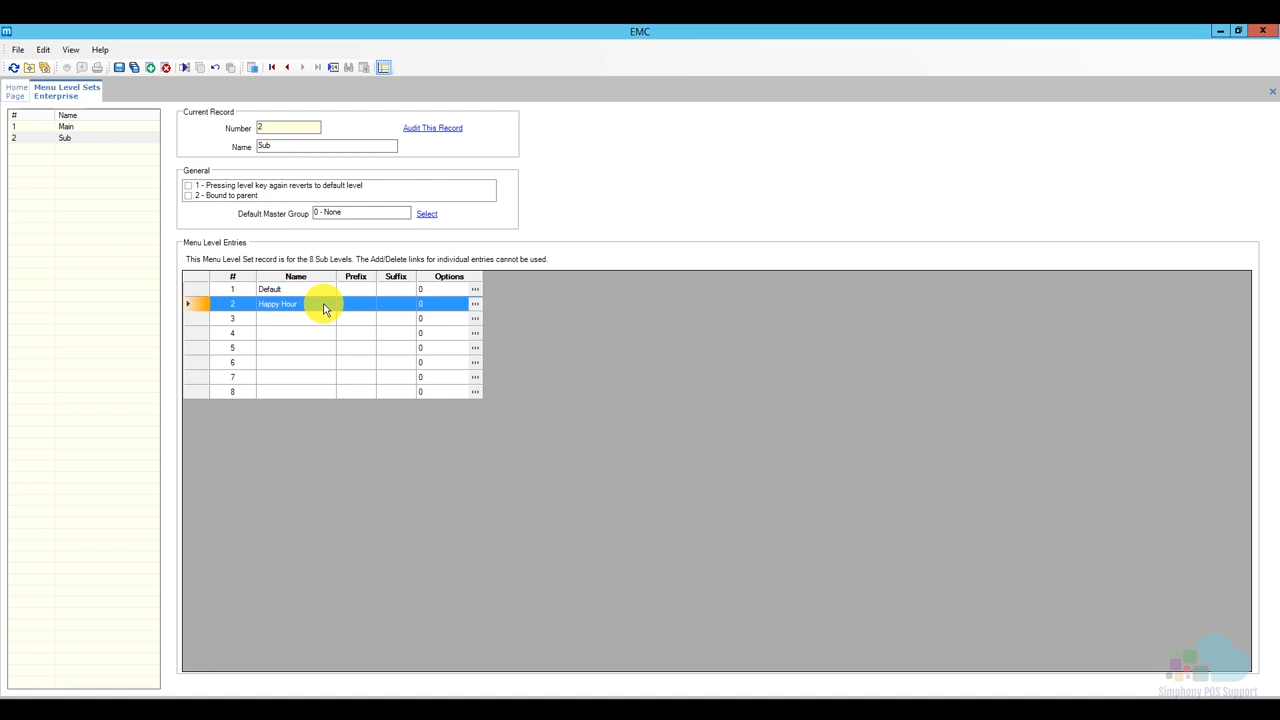 m
EMC
File Edit View Help
Home Page
Menu Level Sets Enterprise
# Name
1 Main
2 Sub
Current Record
Number 2 Audit This Record
Name Sub
General
1 - Pressing level key again reverts to default level
2 - Bound to parent
Default Master Group 0 - None Select
Menu Level Entries
This Menu Level Set record is for the 8 Sub Levels. The Add/Delete links for individual entries cannot be used.
# Name Prefix Suffix Options
1 Default 0 ...
2 Happy Hour 0 ...
3 0 ...
4 0 ...
5 0 ...
6 0 ...
7 0 ...
8 0 ...
Simphony POS Support